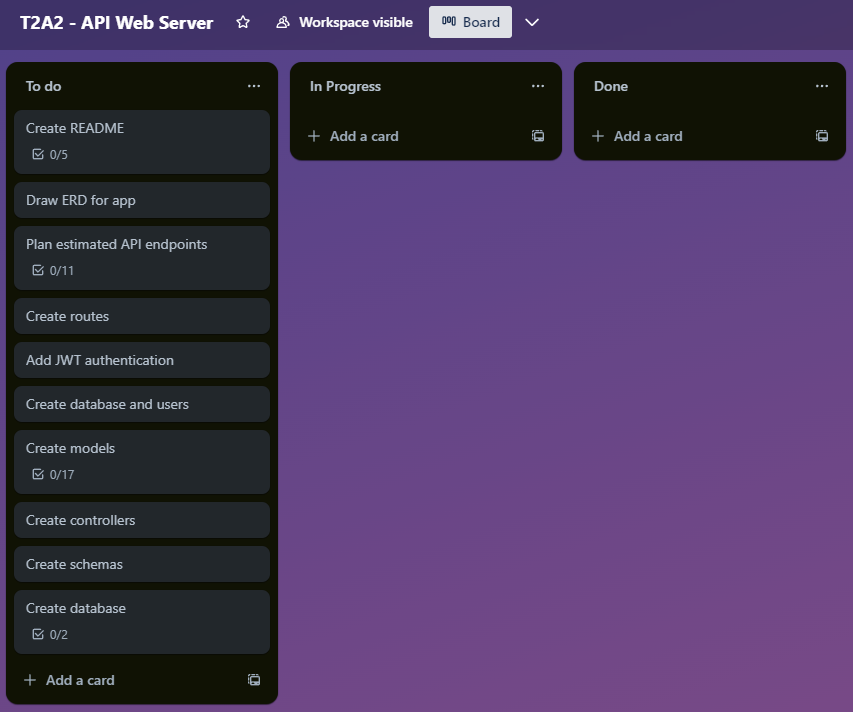 T2A2 - API Web Server
Workspace visible
Board
To do
Create README
0/5
Draw ERD for app
Plan estimated API endpoints
0/11
Create routes
Add JWT authentication
Create database and users
Create models
0/17
Create controllers
Create schemas
Create database
0/2
+ Add a card
In Progress
+ Add a card
Done
+ Add a card